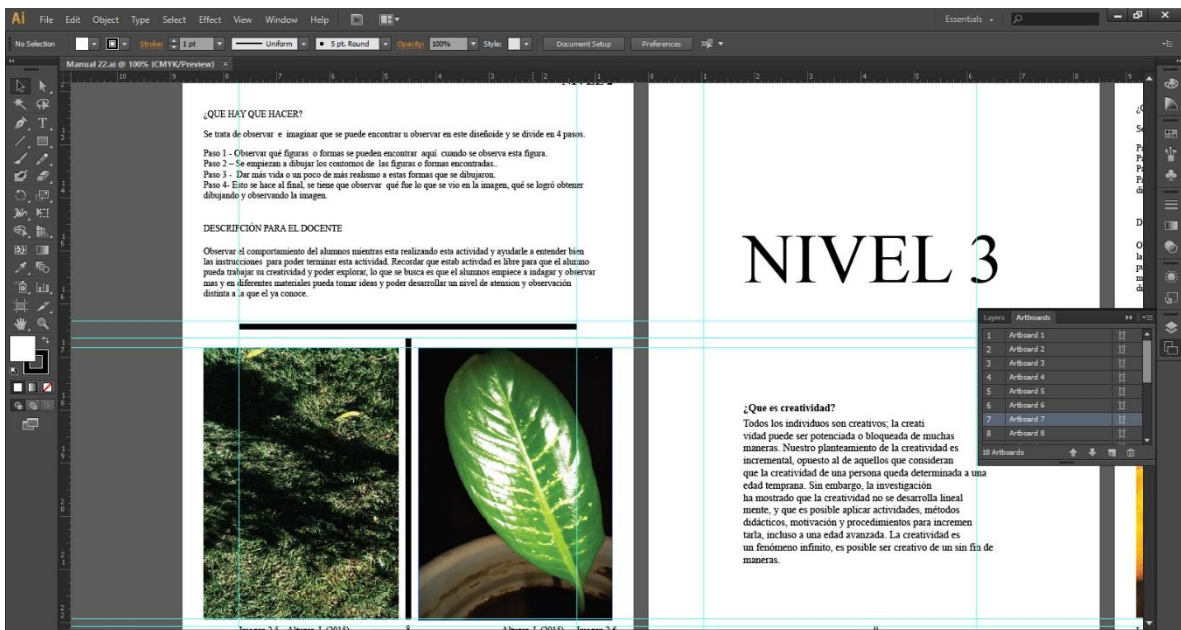 Ai File Edit Object Type Select Effect View Window Help
Essentials
No Selection Stroke: 1 pt Uniform 5 pt. Round Opacity: 100% Style: Document Setup Preferences
Manual 22.ai @ 100% (CMYK/Preview) ×
¿QUE HAY QUE HACER?
Se trata de observar e imaginar que se puede encontrar u observar en este diseñoide y se divide en 4 pasos.
Paso 1 - Observar qué figuras o formas se pueden encontrar aquí cuando se observa esta figura.
Paso 2 – Se empiezan a dibujar los contornos de las figuras o formas encontradas..
Paso 3 - Dar más vida o un poco de más realismo a estas formas que se dibujaron.
Paso 4- Esto se hace al final, se tiene que observar qué fue lo que se vio en la imagen, qué se logró obtener
dibujando y observando la imagen.
DESCRIPCIÓN PARA EL DOCENTE
Observar el comportamiento del alumnos mientras esta realizando esta actividad y ayudarle a entender bien
las instrucciones para poder terminar esta actividad. Recordar que estab actividad es libre para que el alumno
pueda trabajar su creatividad y poder explorar, lo que se busca es que el alumnos empiece a indagar y observar
mas y en diferentes materiales pueda tomar ideas y poder desarrollar un nivel de atension y observación
distinta a la que el ya conoce.
NIVEL 3
¿Que es creatividad?
Todos los individuos son creativos; la creati
vidad puede ser potenciada o bloqueada de muchas
maneras. Nuestro planteamiento de la creatividad es
incremental, opuesto al de aquellos que consideran
que la creatividad de una persona queda determinada a una
edad temprana. Sin embargo, la investigación
ha mostrado que la creatividad no se desarrolla lineal
mente, y que es posible aplicar actividades, métodos
didácticos, motivación y procedimientos para incremen
tarla, incluso a una edad avanzada. La creatividad es
un fenómeno infinito, es posible ser creativo de un sin fin de
maneras.
Layers Artboards
1 Artboard 1
2 Artboard 2
3 Artboard 3
4 Artboard 4
5 Artboard 5
6 Artboard 6
7 Artboard 7
8 Artboard 8
18 Artboards